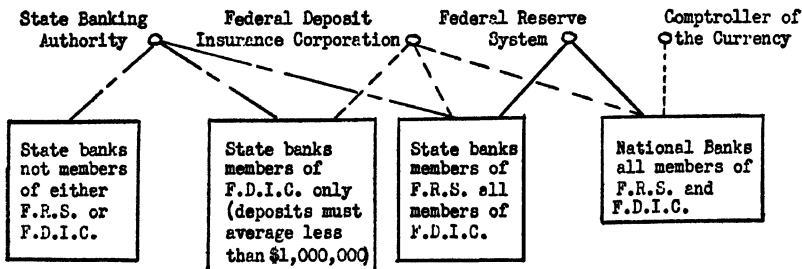 State Banking
Authority
Federal Deposit
Insurance Corporation
Federal Reserve
System
Comptroller of
the Currency
State banks
not members
of either
F.R.S. or
F.D.I.C.
State banks
members of
F.D.I.C. only
(deposits must
average less
than $1,000,000)
State banks
members of
F.R.S. all
members of
F.D.I.C.
National Banks
all members of
F.R.S. and
F.D.I.C.